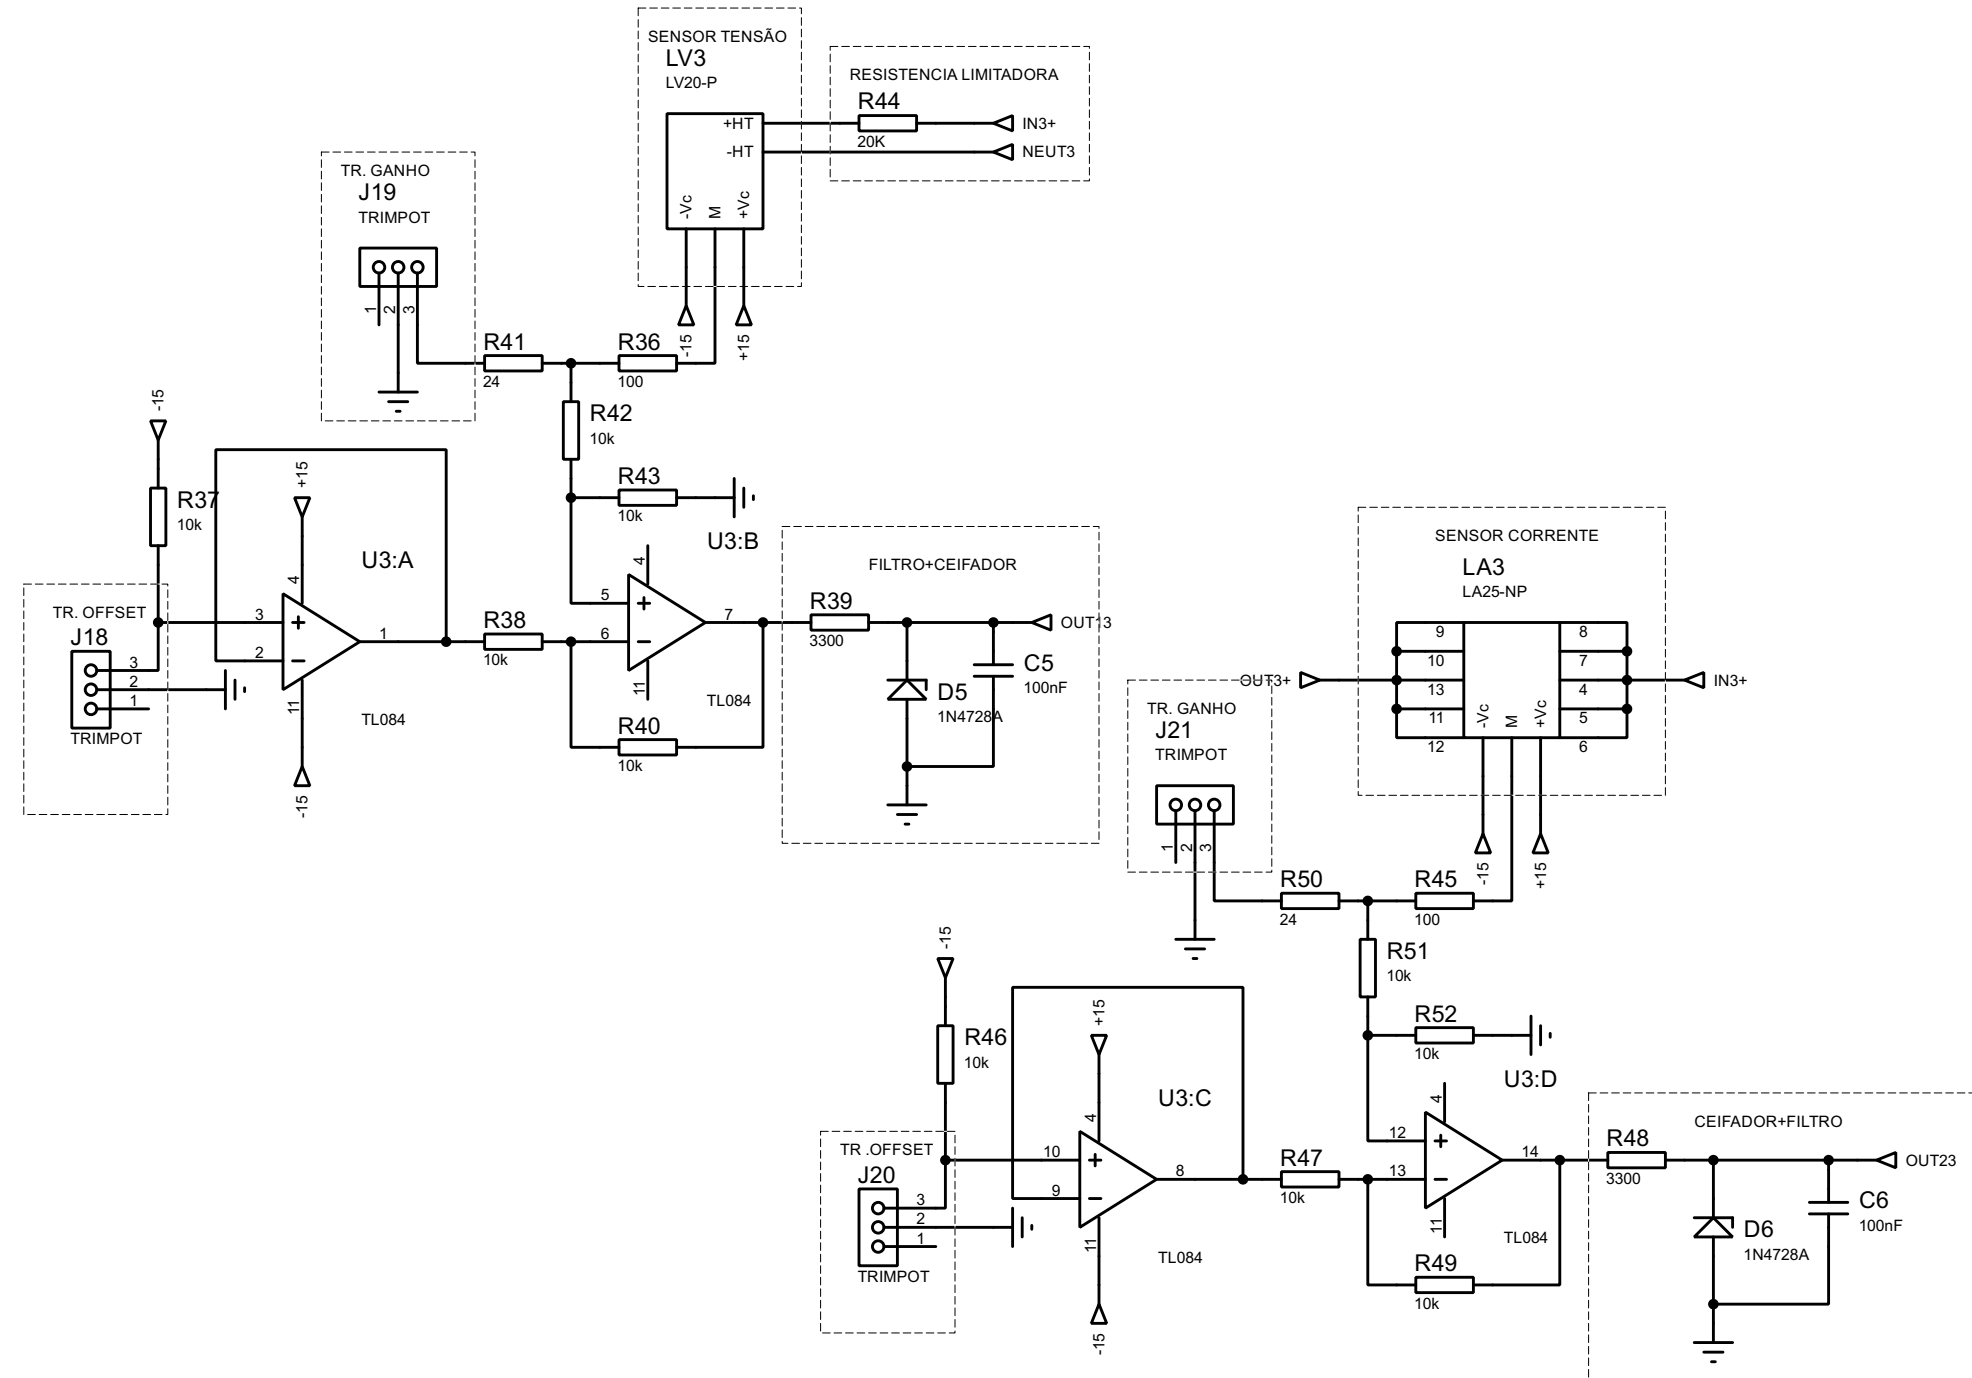 SENSOR TENSÃO
LV3
LV20-P
+HT
-HT
-Vc
M
+Vc
-15
+15
RESISTENCIA LIMITADORA
R44
20K
IN3+
NEUT3
TR. GANHO
J19
TRIMPOT
1
2
3
R41
24
R36
100
R42
10k
R43
10k
-15
R37
10k
+15
U3:A
4
3
2
1
11
TL084
-15
TR. OFFSET
J18
3
2
1
TRIMPOT
R38
10k
U3:B
4
5
6
7
11
TL084
R40
10k
FILTRO+CEIFADOR
R39
3300
OUT13
D5
1N4728A
C5
100nF
SENSOR CORRENTE
LA3
LA25-NP
9
10
13
11
12
8
7
4
5
6
-Vc
M
+Vc
OUT3+
IN3+
-15
+15
TR. GANHO
J21
TRIMPOT
1
2
3
R50
24
R45
100
R51
10k
R52
10k
-15
R46
10k
+15
U3:C
4
10
9
8
11
TL084
-15
TR .OFFSET
J20
3
2
1
TRIMPOT
R47
10k
U3:D
4
12
13
14
11
TL084
R49
10k
CEIFADOR+FILTRO
R48
3300
OUT23
D6
1N4728A
C6
100nF